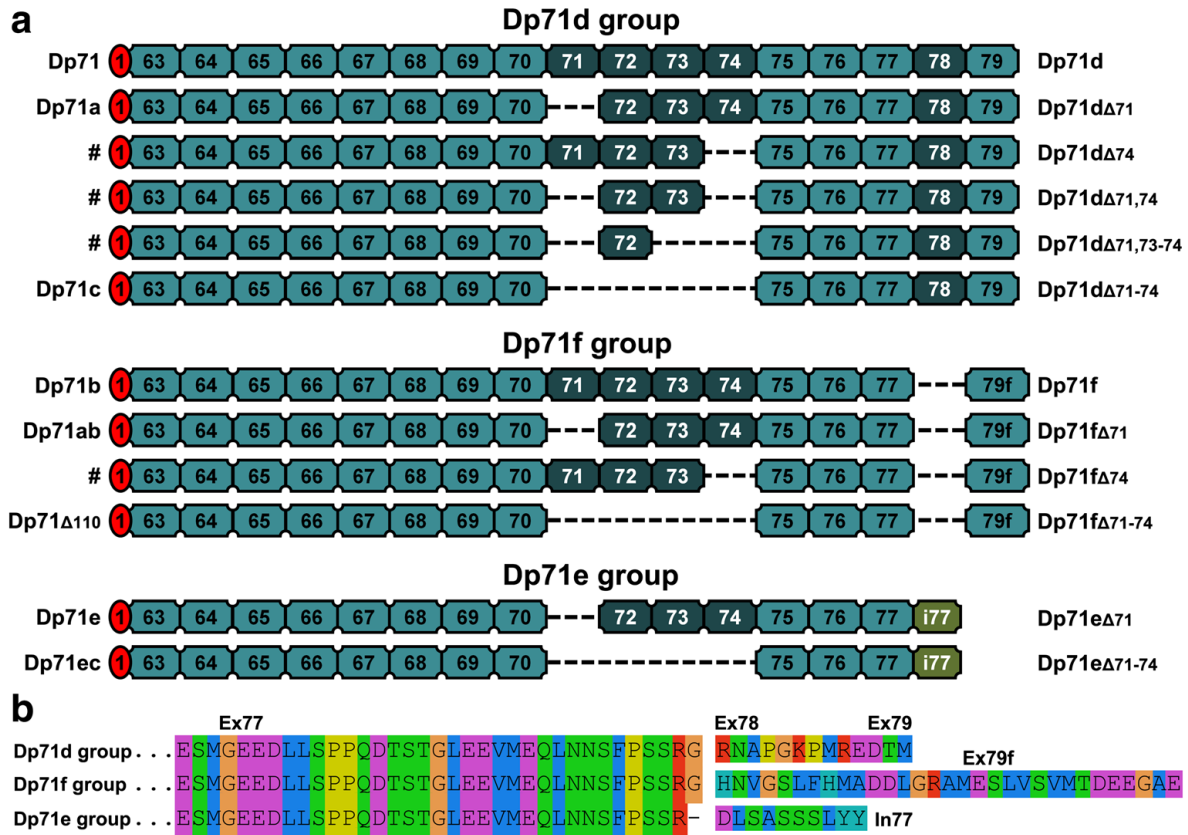 a
Dp71d group
Dp71 1 63 64 65 66 67 68 69 70 71 72 73 74 75 76 77 78 79 Dp71d
Dp71a 1 63 64 65 66 67 68 69 70 72 73 74 75 76 77 78 79 Dp71dΔ71
# 1 63 64 65 66 67 68 69 70 71 72 73 75 76 77 78 79 Dp71dΔ74
# 1 63 64 65 66 67 68 69 70 72 73 75 76 77 78 79 Dp71dΔ71,74
# 1 63 64 65 66 67 68 69 70 72 75 76 77 78 79 Dp71dΔ71,73-74
Dp71c 1 63 64 65 66 67 68 69 70 75 76 77 78 79 Dp71dΔ71-74
Dp71f group
Dp71b 1 63 64 65 66 67 68 69 70 71 72 73 74 75 76 77 79f Dp71f
Dp71ab 1 63 64 65 66 67 68 69 70 72 73 74 75 76 77 79f Dp71fΔ71
# 1 63 64 65 66 67 68 69 70 71 72 73 75 76 77 79f Dp71fΔ74
Dp71Δ110 1 63 64 65 66 67 68 69 70 75 76 77 79f Dp71fΔ71-74
Dp71e group
Dp71e 1 63 64 65 66 67 68 69 70 72 73 74 75 76 77 i77 Dp71eΔ71
Dp71ec 1 63 64 65 66 67 68 69 70 75 76 77 i77 Dp71eΔ71-74
b
Ex77 Ex78 Ex79
Dp71d group... ESMGEEDLLSPPQDTSTGLEEVMEQLNNSFPSSRG RNAPGKPMREDTM
Ex79f
Dp71f group... ESMGEEDLLSPPQDTSTGLEEVMEQLNNSFPSSRG HNVGSLFHMADDLGRAMESLVSVMTDEEGAE
Dp71e group... ESMGEEDLLSPPQDTSTGLEEVMEQLNNSFPSSR- DLSASSSLYY In77